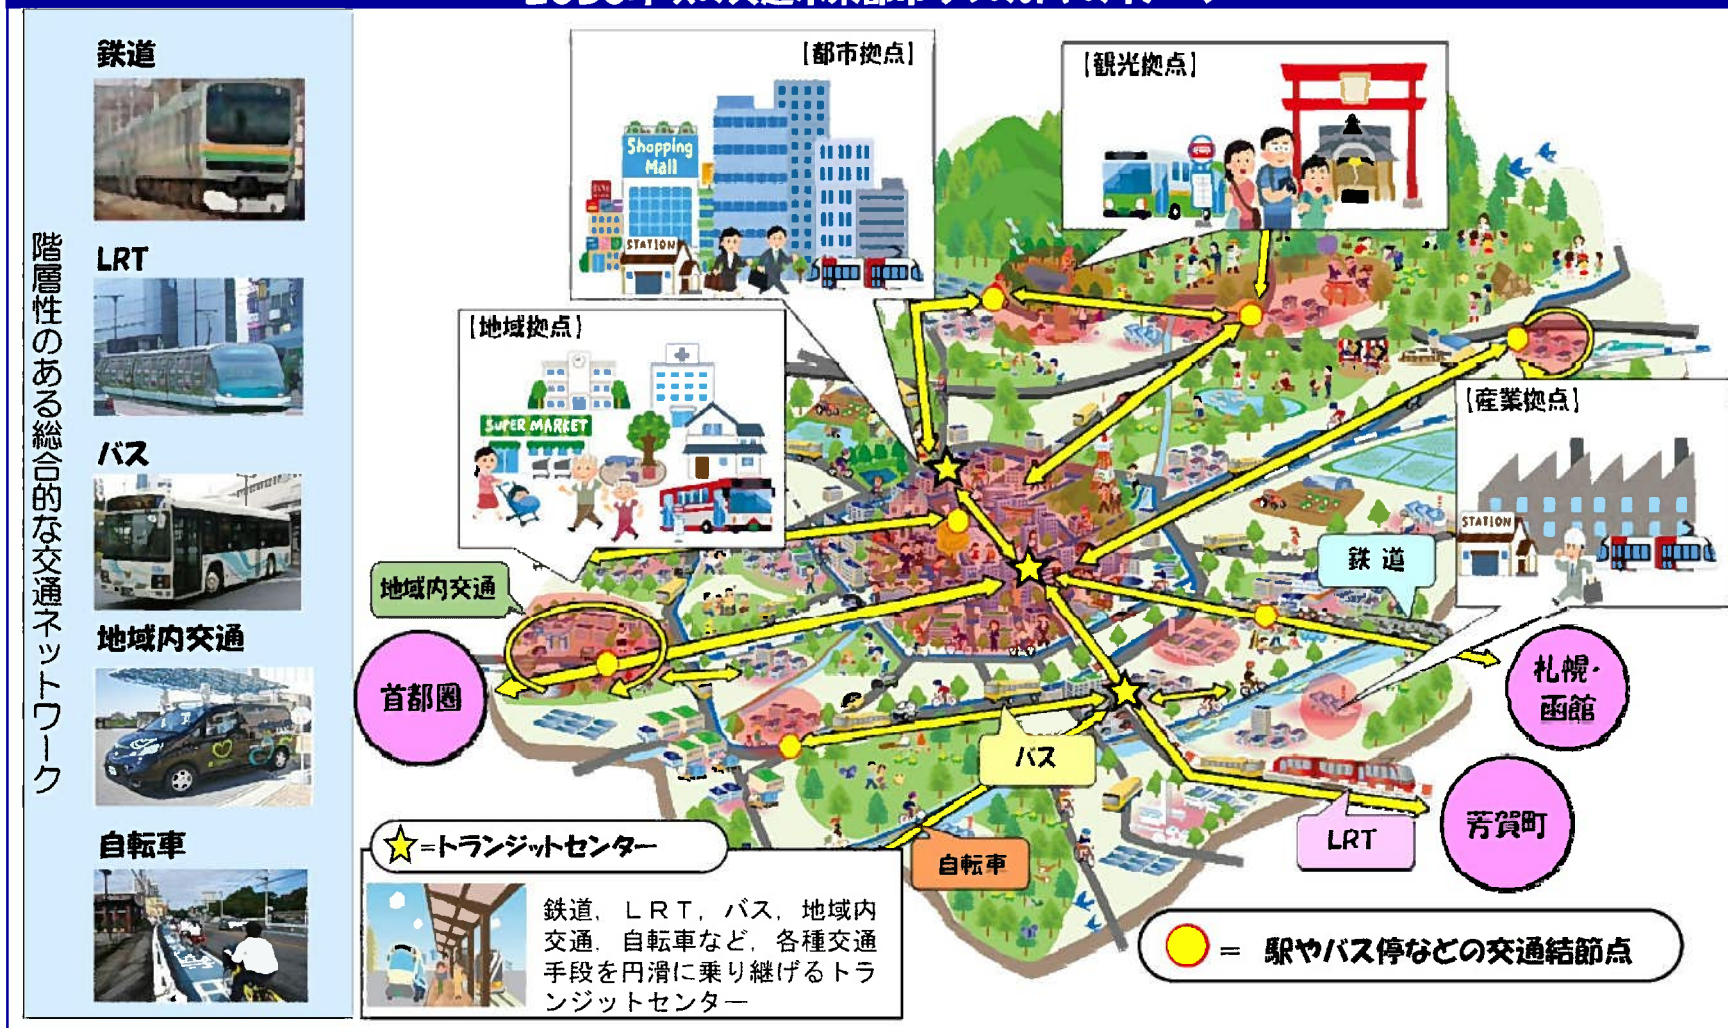 階層性のある総合的な交通ネットワーク
鉄道
LRT
バス
地域内交通
自転車
【都市拠点】
Shopping
Mall
STATION
【観光拠点】
【地域拠点】
SUPER MARKET
【産業拠点】
STATION
鉄 道
地域内交通
首都圏
札幌・
函館
バス
芳賀町
LRT
自転車
☆=トランジットセンター
鉄道,LRT,バス,地域内
交通,自転車など,各種交通
手段を円滑に乗り継げるトラ
ンジットセンター
= 駅やバス停などの交通結節点